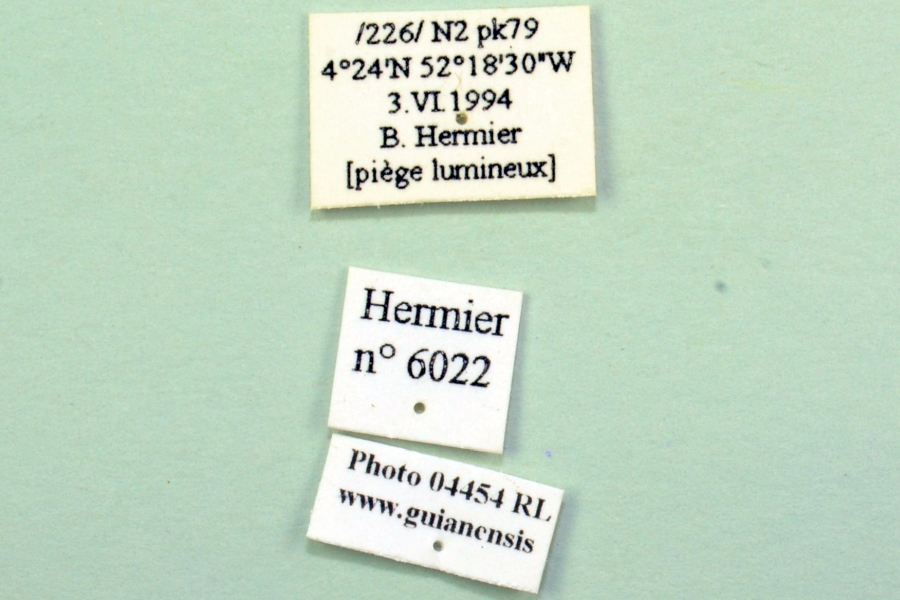 /226/ N2 pk79
4°24'N 52°18'30"W
3.VI.1994
B. Hermier
[piège lumineux]
Hermier
n° 6022
Photo 04454 RL
www.guianensis